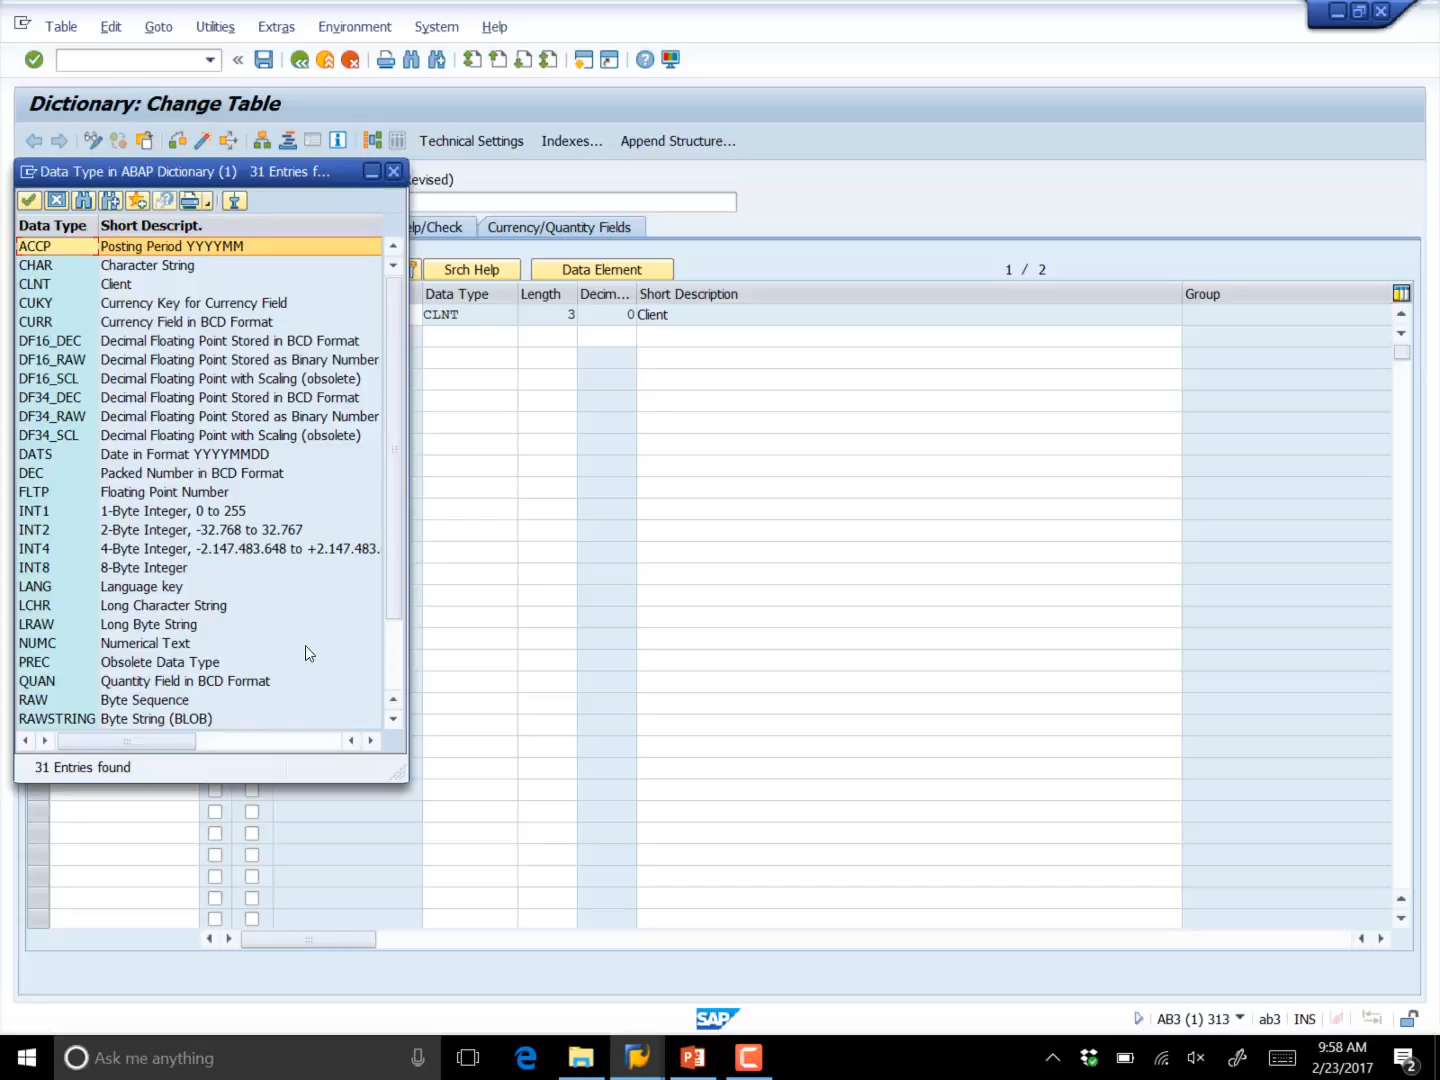 Table Edit Goto Utilities Extras Environment System Help
Dictionary: Change Table
Technical Settings Indexes... Append Structure...
Data Type in ABAP Dictionary (1) 31 Entries f...
evised)
Data Type Short Descript.
lp/Check Currency/Quantity Fields
ACCP Posting Period YYYYMM
CHAR Character String
Srch Help Data Element 1 / 2
CLNT Client
Data Type Length Decim... Short Description Group
CUKY Currency Key for Currency Field
CLNT 3 0 Client
CURR Currency Field in BCD Format
DF16_DEC Decimal Floating Point Stored in BCD Format
DF16_RAW Decimal Floating Point Stored as Binary Number
DF16_SCL Decimal Floating Point with Scaling (obsolete)
DF34_DEC Decimal Floating Point Stored in BCD Format
DF34_RAW Decimal Floating Point Stored as Binary Number
DF34_SCL Decimal Floating Point with Scaling (obsolete)
DATS Date in Format YYYYMMDD
DEC Packed Number in BCD Format
FLTP Floating Point Number
INT1 1-Byte Integer, 0 to 255
INT2 2-Byte Integer, -32.768 to 32.767
INT4 4-Byte Integer, -2.147.483.648 to +2.147.483.
INT8 8-Byte Integer
LANG Language key
LCHR Long Character String
LRAW Long Byte String
NUMC Numerical Text
PREC Obsolete Data Type
QUAN Quantity Field in BCD Format
RAW Byte Sequence
RAWSTRING Byte String (BLOB)
31 Entries found
SAP
AB3 (1) 313 ab3 INS
Ask me anything
9:58 AM
2/23/2017
2